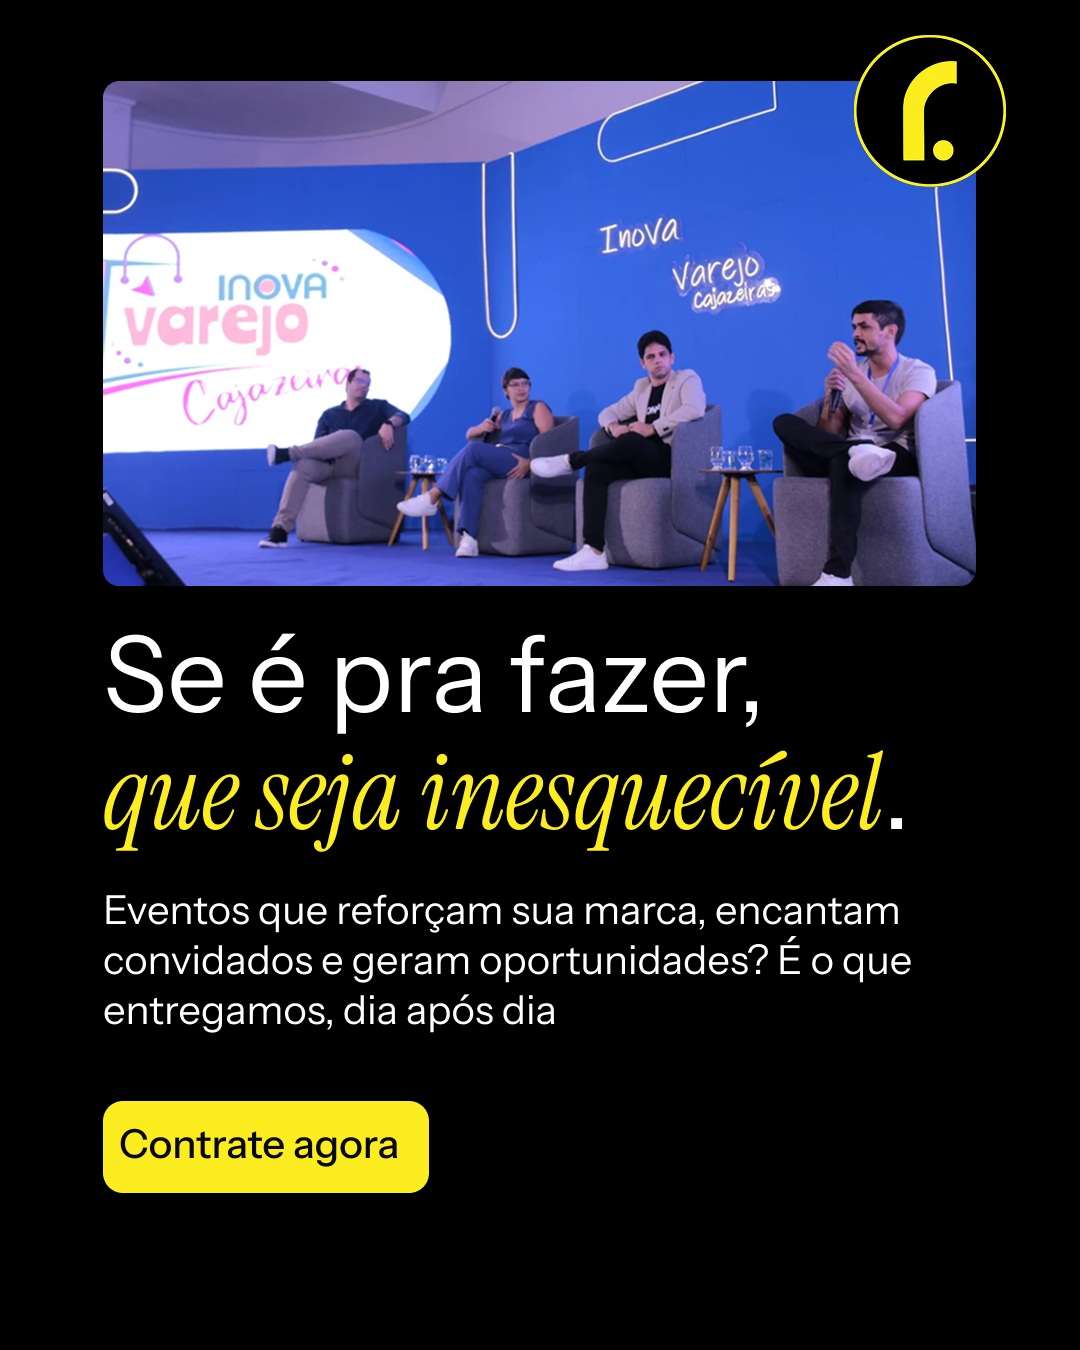 r.
INOVA
varejo
Cajazeiras
Inova
varejo
Cajazeiras
Se é pra fazer,
que seja inesquecível.
Eventos que reforçam sua marca, encantam
convidados e geram oportunidades? É o que
entregamos, dia após dia
Contrate agora